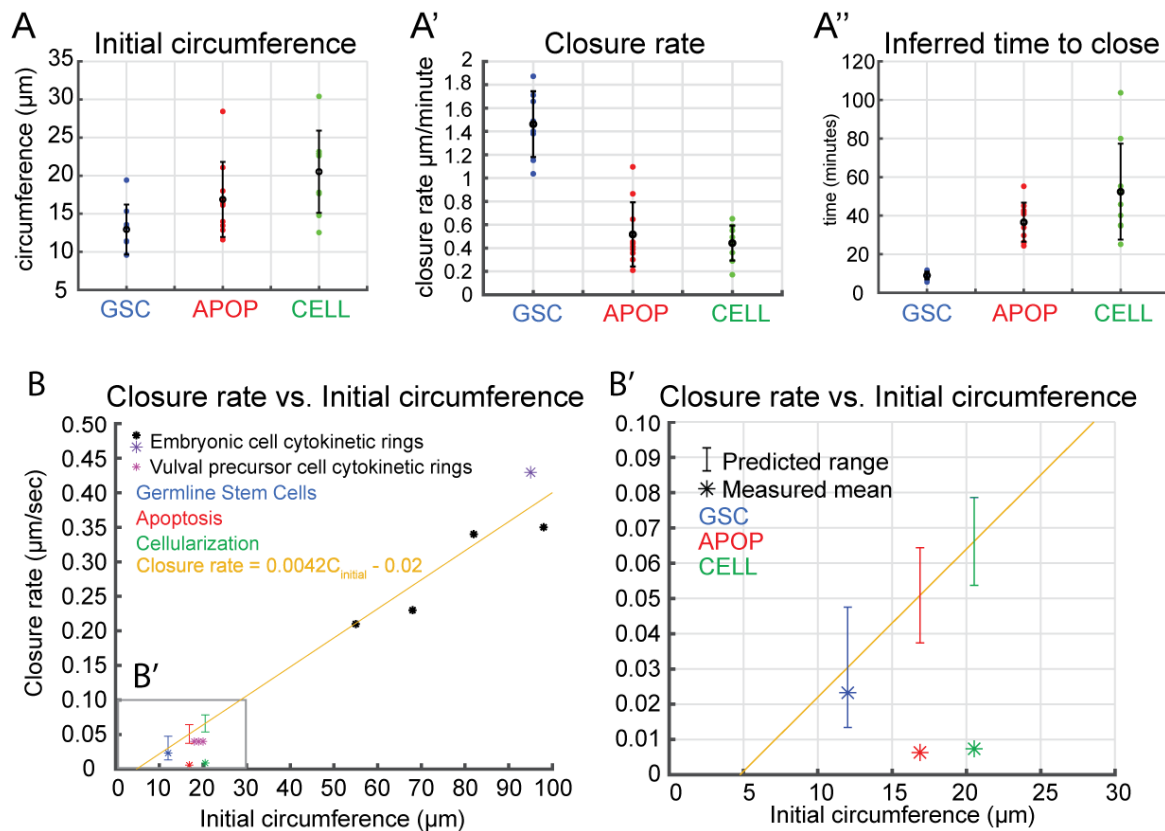 A
Initial circumference
circumference (µm)
35
30
25
20
15
10
5
GSC APOP CELL
A'
Closure rate
closure rate µm/minute
2
1.8
1.6
1.4
1.2
1
0.8
0.6
0.4
0.2
0
GSC APOP CELL
A''
Inferred time to close
time (minutes)
120
100
80
60
40
20
0
GSC APOP CELL
B
Closure rate vs. Initial circumference
Closure rate (µm/sec)
0.50
0.45
0.40
0.35
0.30
0.25
0.20
0.15
0.10
0.05
0
Embryonic cell cytokinetic rings
Vulval precursor cell cytokinetic rings
Germline Stem Cells
Apoptosis
Cellularization
Closure rate = 0.0042C initial - 0.02
B'
0 10 20 30 40 50 60 70 80 90 100
Initial circumference (µm)
B'
Closure rate vs. Initial circumference
0.10
0.09
0.08
0.07
0.06
0.05
0.04
0.03
0.02
0.01
0
Predicted range
Measured mean
GSC
APOP
CELL
0 5 10 15 20 25 30
Initial circumference (µm)